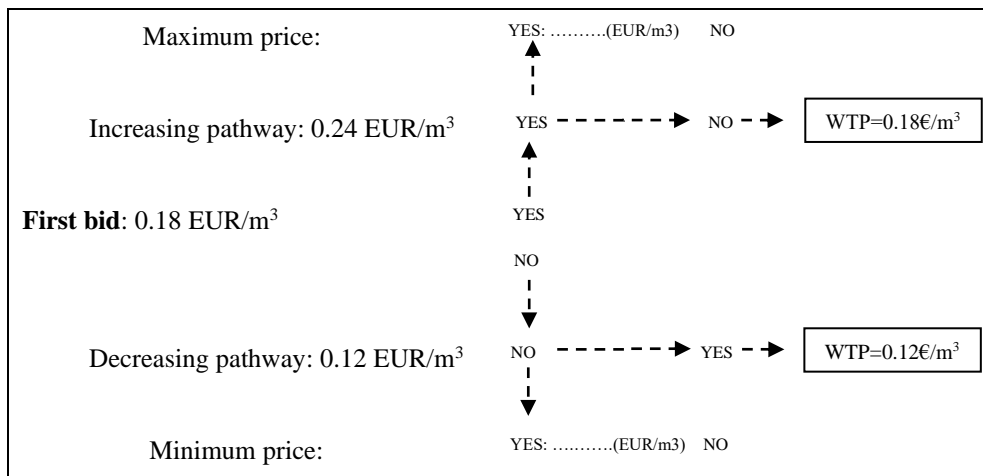 Maximum price: YES: ……….(EUR/m3) NO
Increasing pathway: 0.24 EUR/m³ YES NO WTP=0.18€/m³
First bid: 0.18 EUR/m³ YES
NO
Decreasing pathway: 0.12 EUR/m³ NO YES WTP=0.12€/m³
Minimum price: YES: ……….(EUR/m3) NO